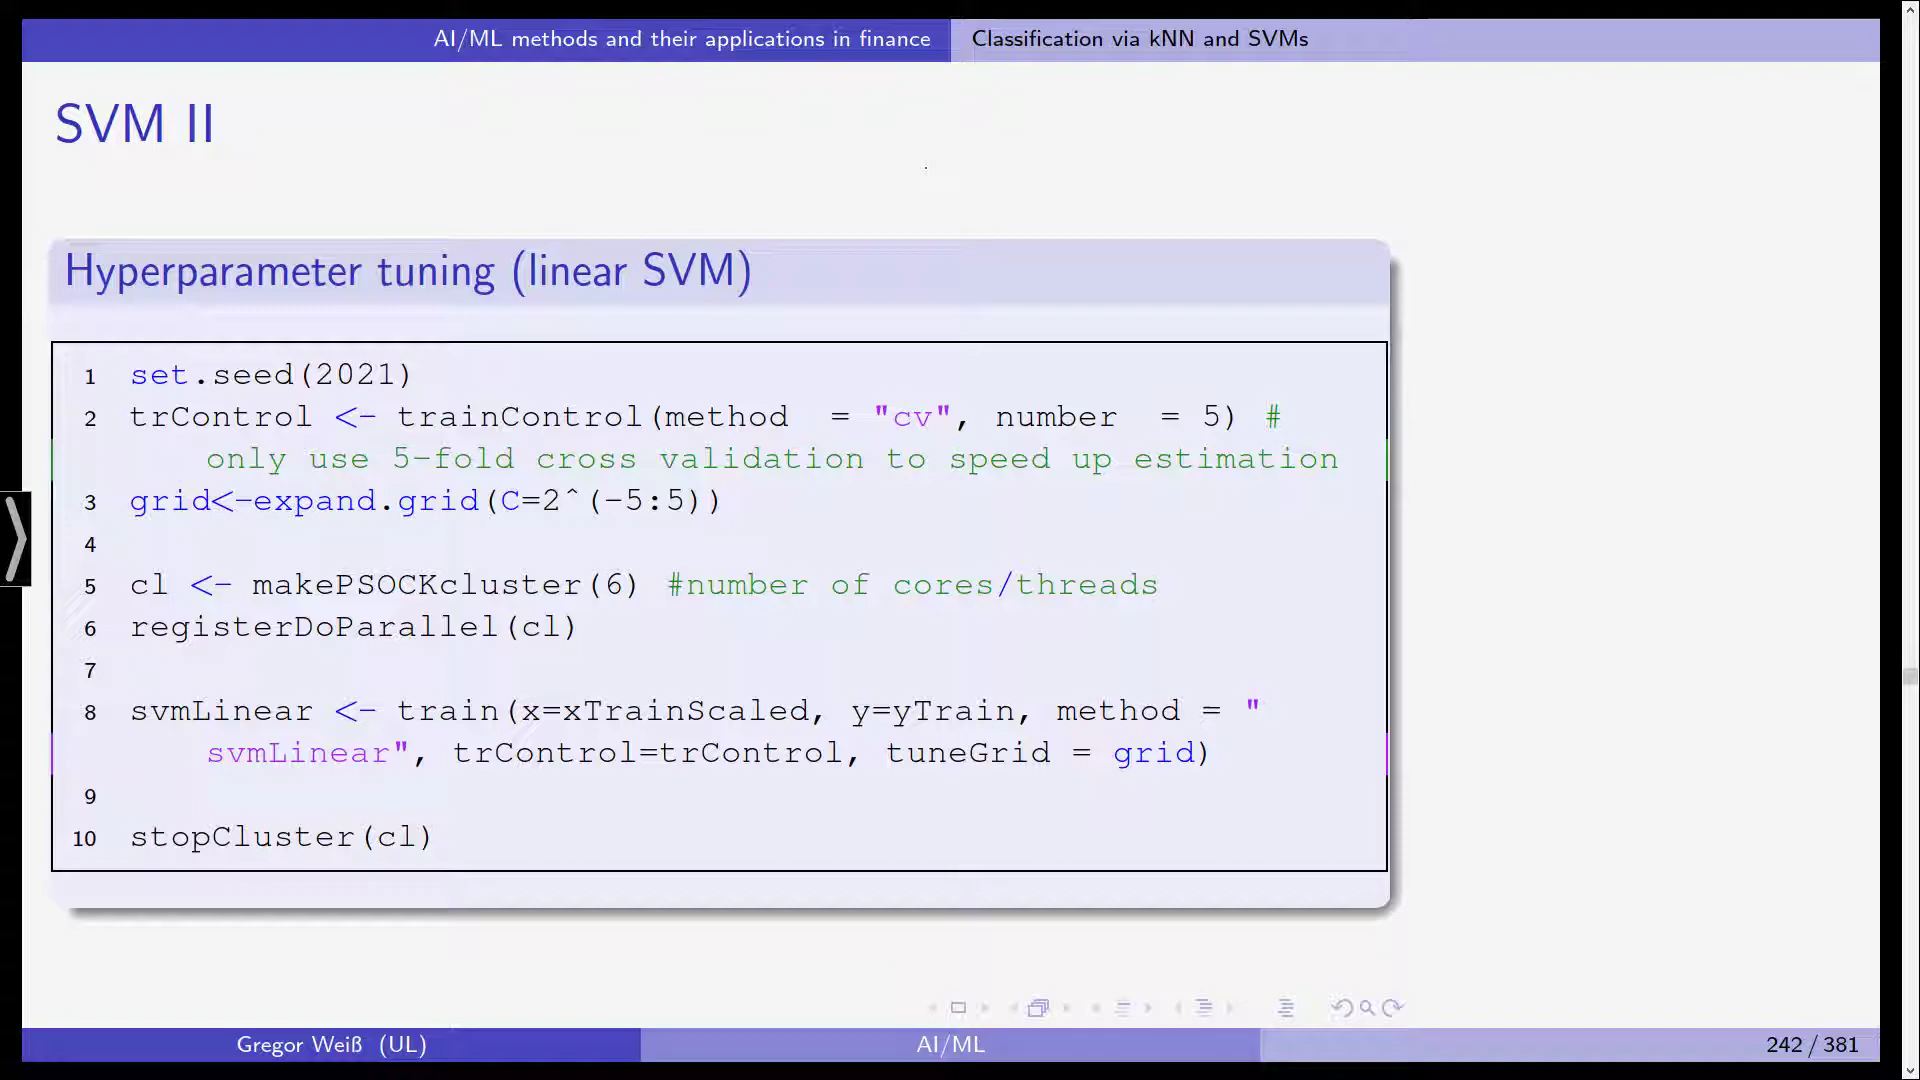 AI/ML methods and their applications in finance
Classification via kNN and SVMs
SVM II
Hyperparameter tuning (linear SVM)
1 set.seed(2021)
2 trControl <- trainControl(method  = "cv", number  = 5) #
only use 5-fold cross validation to speed up estimation
3 grid<-expand.grid(C=2^(-5:5))
4
5 cl <- makePSOCKcluster(6) #number of cores/threads
6 registerDoParallel(cl)
7
8 svmLinear <- train(x=xTrainScaled, y=yTrain, method = "
svmLinear", trControl=trControl, tuneGrid = grid)
9
10 stopCluster(cl)
Gregor Weiß (UL)
AI/ML
242 / 381